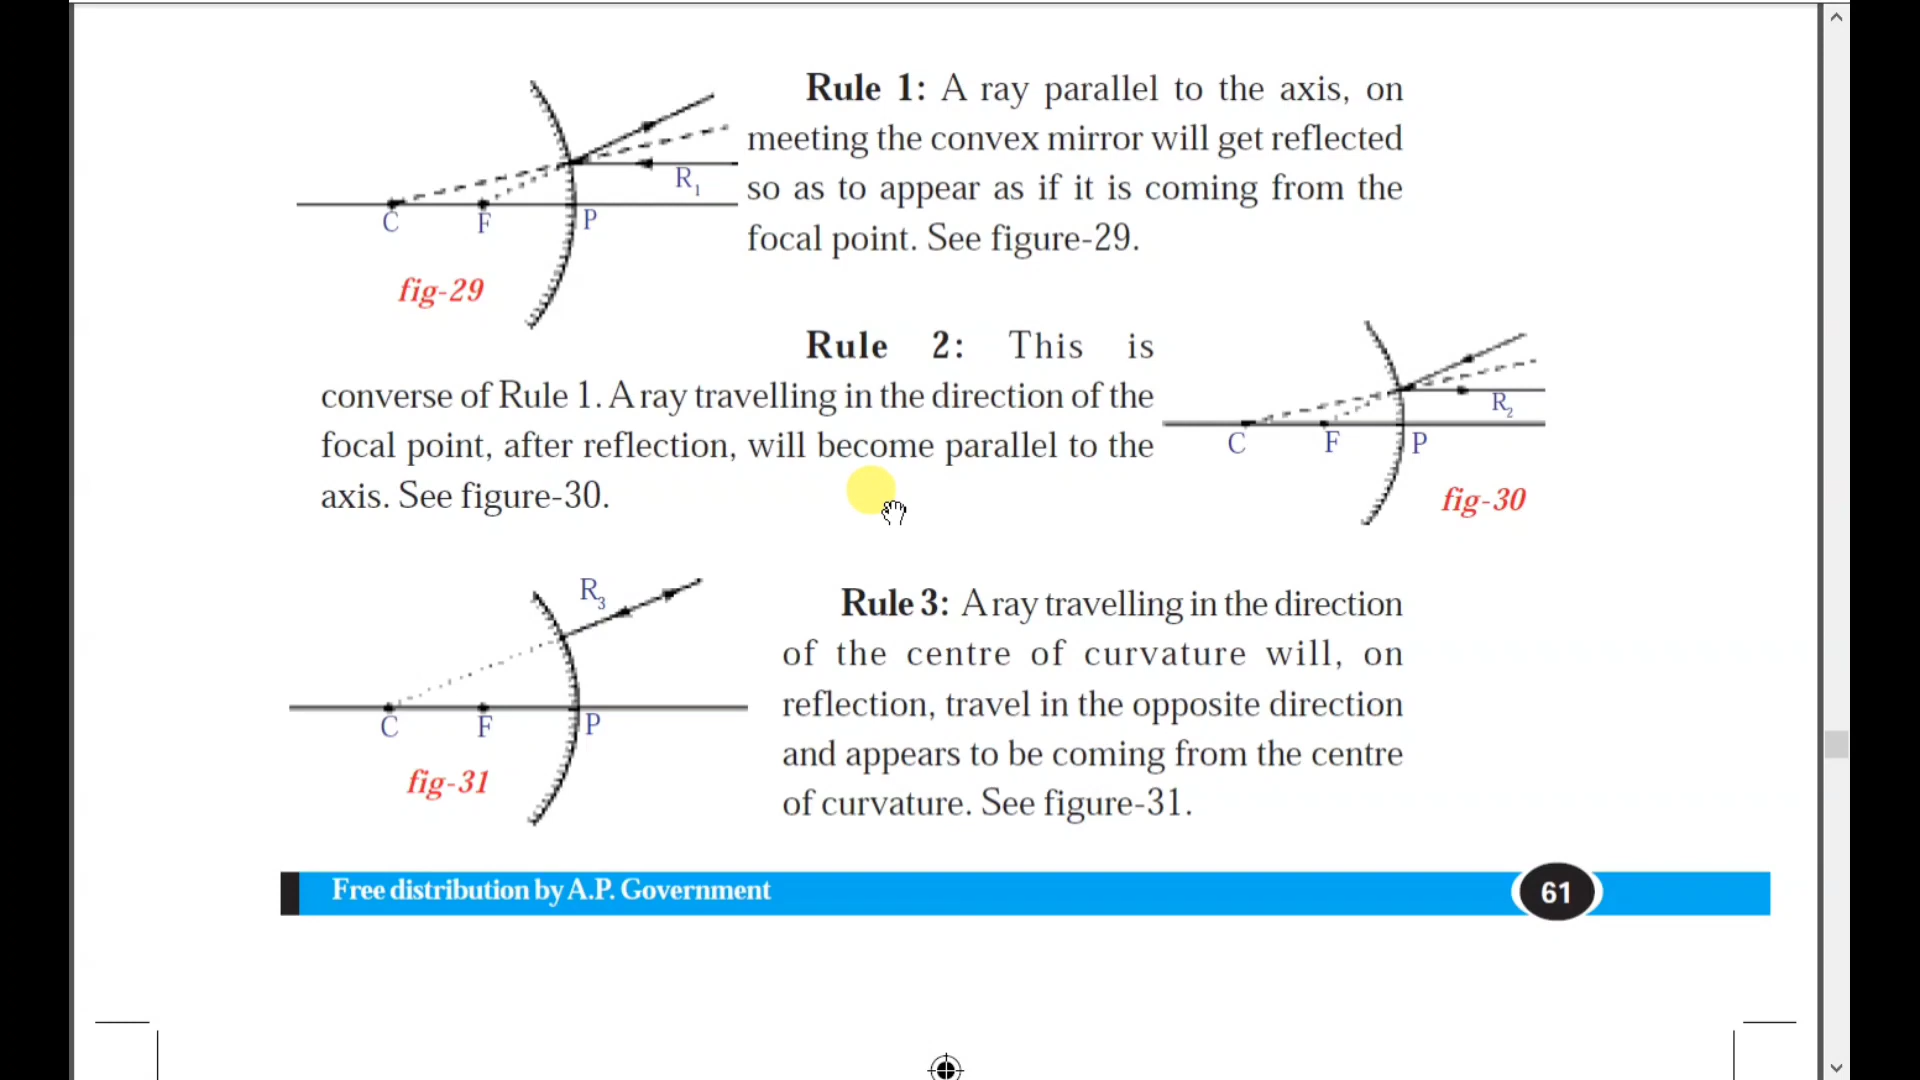 Rule 1: A ray parallel to the axis, on
meeting the convex mirror will get reflected
so as to appear as if it is coming from the
focal point. See figure-29.
R1
C F P
fig-29
Rule 2: This is
converse of Rule 1. A ray travelling in the direction of the
focal point, after reflection, will become parallel to the
axis. See figure-30.
R2
C F P
fig-30
R3
C F P
fig-31
Rule 3: A ray travelling in the direction
of the centre of curvature will, on
reflection, travel in the opposite direction
and appears to be coming from the centre
of curvature. See figure-31.
Free distribution by A.P. Government
61